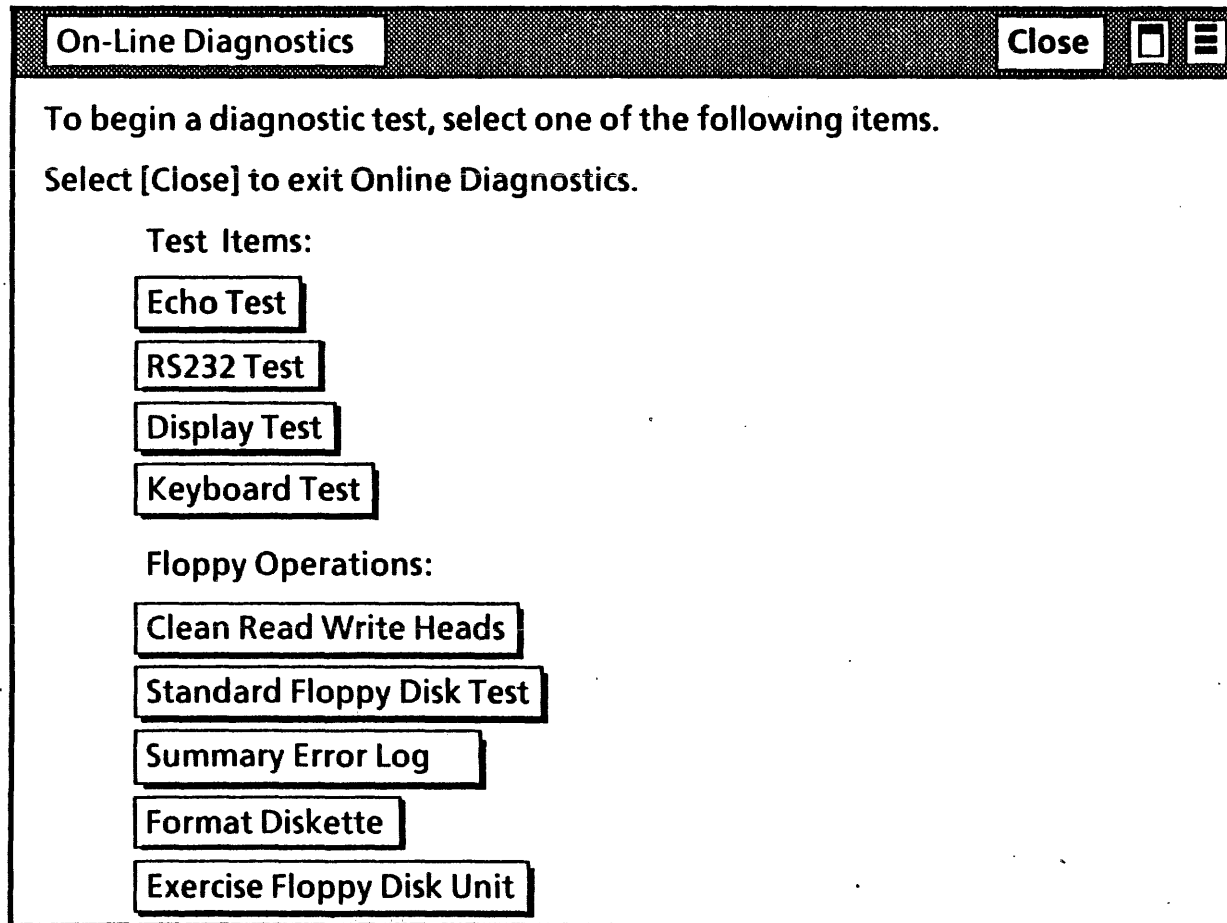 On-Line Diagnostics Close
To begin a diagnostic test, select one of the following items.
Select [Close] to exit Online Diagnostics.
Test Items:
Echo Test
RS232 Test
Display Test
Keyboard Test
Floppy Operations:
Clean Read Write Heads
Standard Floppy Disk Test
Summary Error Log
Format Diskette
Exercise Floppy Disk Unit